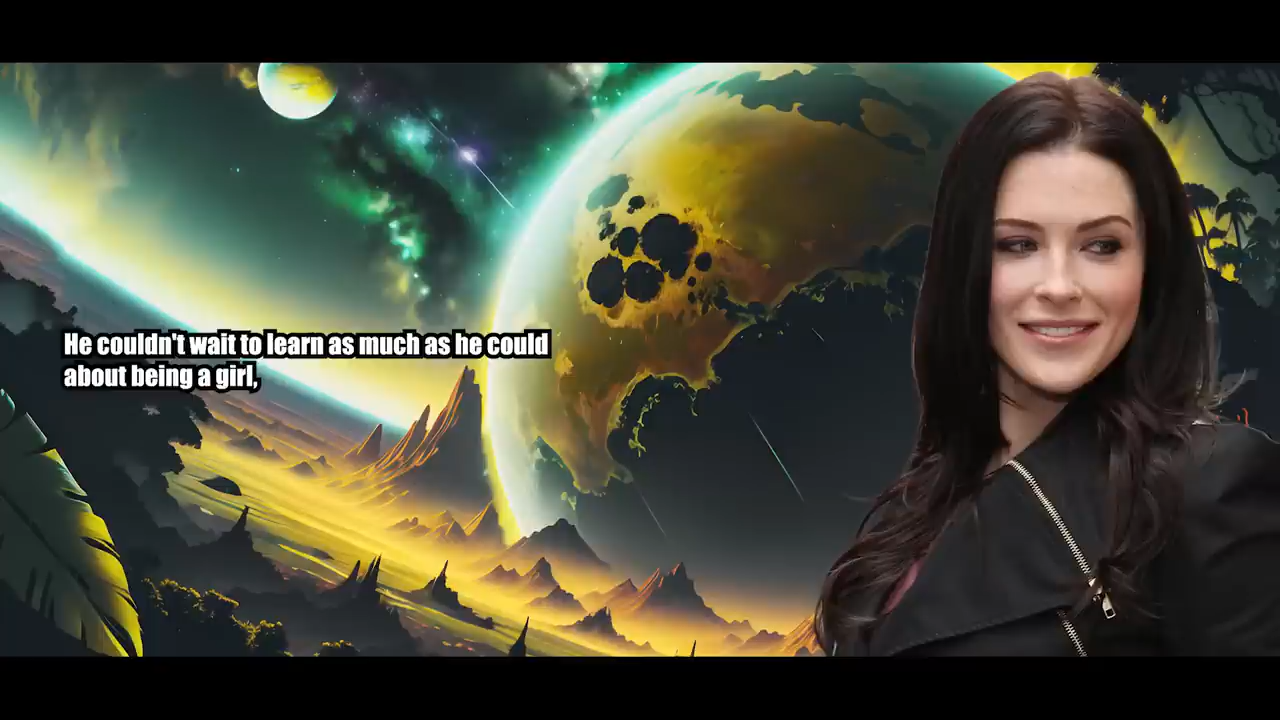 He couldn't wait to learn as much as he could
about being a girl,